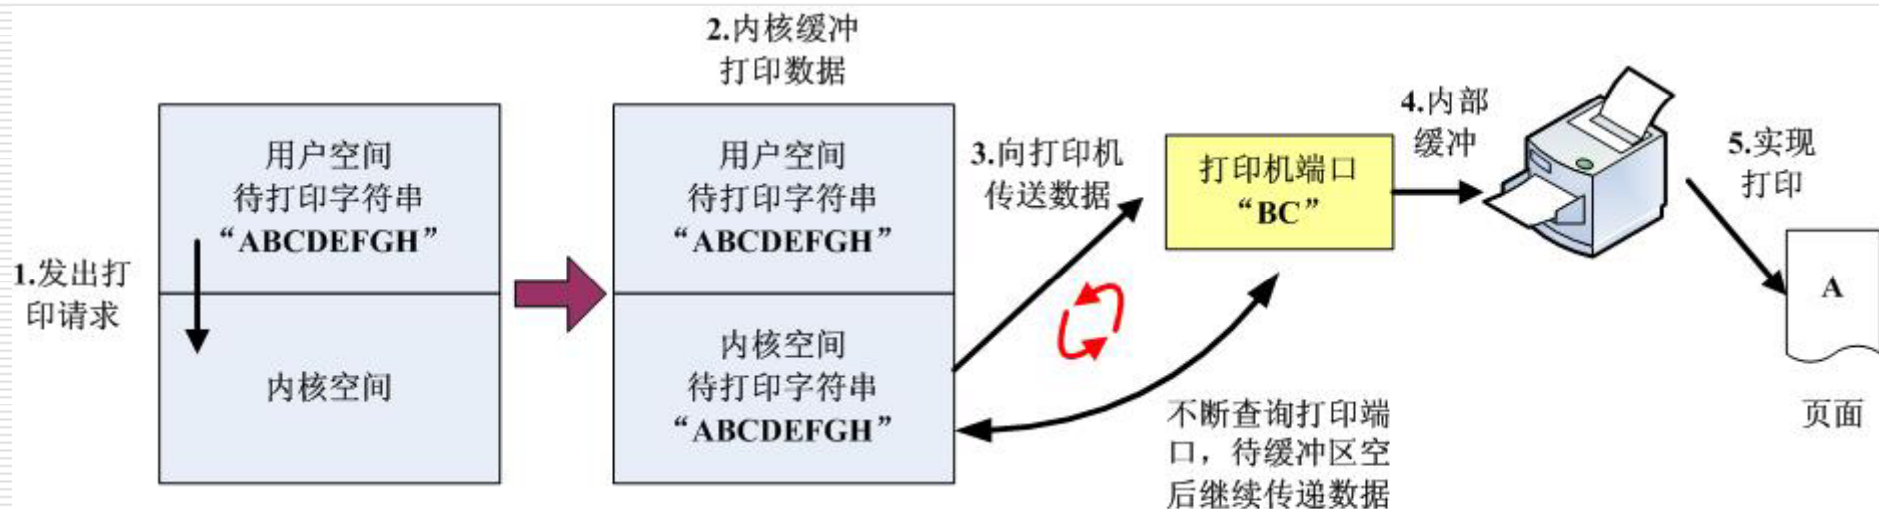 1.发出打
印请求
用户空间
待打印字符串
“ABCDEFGH”
内核空间
2.内核缓冲
打印数据
用户空间
待打印字符串
“ABCDEFGH”
内核空间
待打印字符串
“ABCDEFGH”
3.向打印机
传送数据
打印机端口
“BC”
不断查询打印端
口，待缓冲区空
后继续传递数据
4.内部
缓冲
5.实现
打印
A
页面